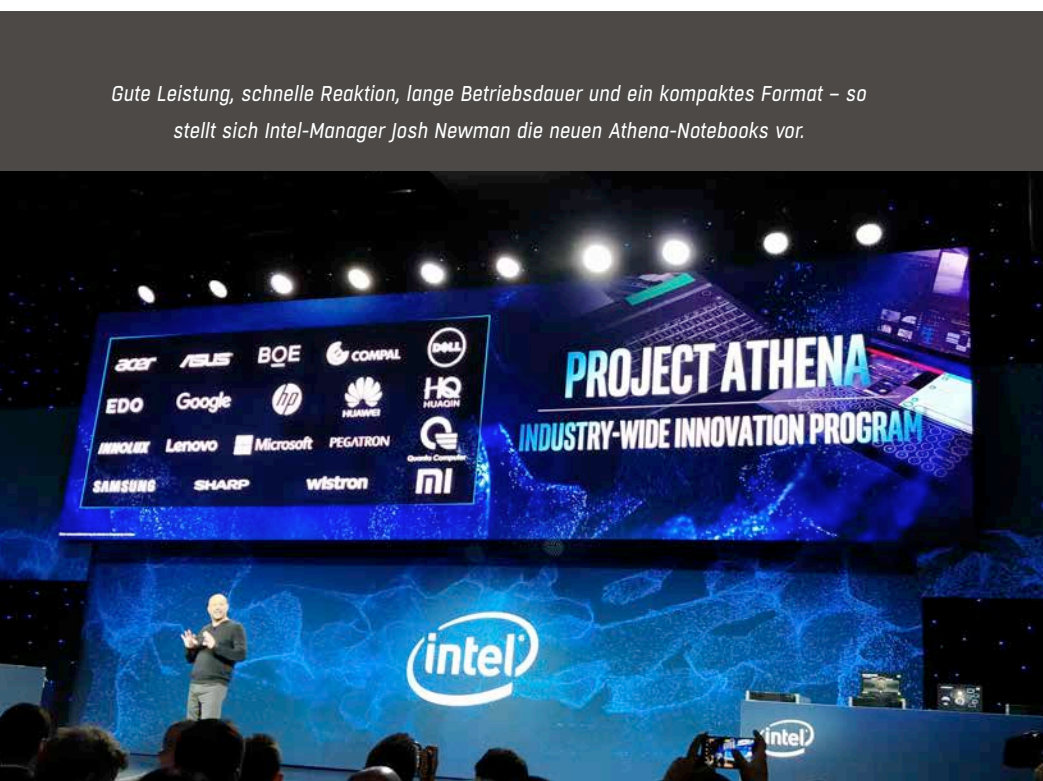 Gute Leistung, schnelle Reaktion, lange Betriebsdauer und ein kompaktes Format – so
stellt sich Intel-Manager Josh Newman die neuen Athena-Notebooks vor.
acer ASUS BOE COMPAL DELL
EDO Google hp HUAWEI HQ HUAQIN
INNOLUX Lenovo Microsoft PEGATRON Quanta Computer
SAMSUNG SHARP wistron MI
PROJECT ATHENA
INDUSTRY-WIDE INNOVATION PROGRAM
intel
intel